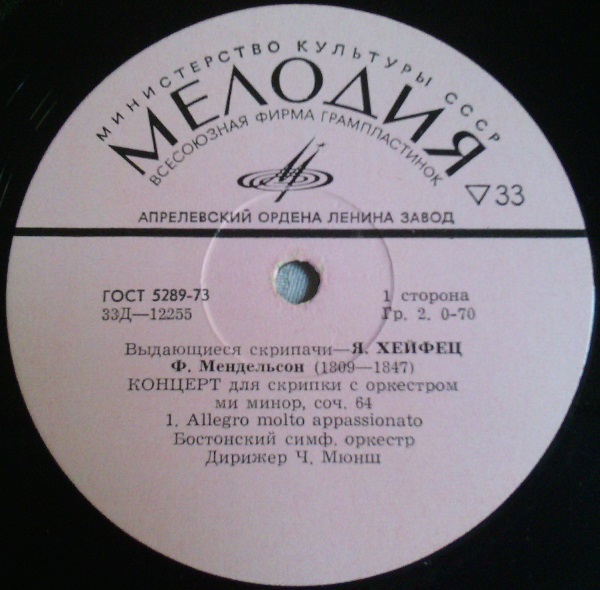 МИНИСТЕРСТВО КУЛЬТУРЫ СССР
МЕЛОДИЯ
ВСЕСОЮЗНАЯ ФИРМА ГРАМПЛАСТИНОК
33
АПРЕЛЕВСКИЙ ОРДЕНА ЛЕНИНА ЗАВОД
ГОСТ 5289-73 1 сторона
33Д—12255 Гр. 2. 0-70
Выдающиеся скрипачи—Я. ХЕЙФЕЦ
Ф. Мендельсон (1809—1847)
КОНЦЕРТ для скрипки с оркестром
ми минор, соч. 64
1. Allegro molto appassionato
Бостонский симф. оркестр
Дирижер Ч. Мюнш